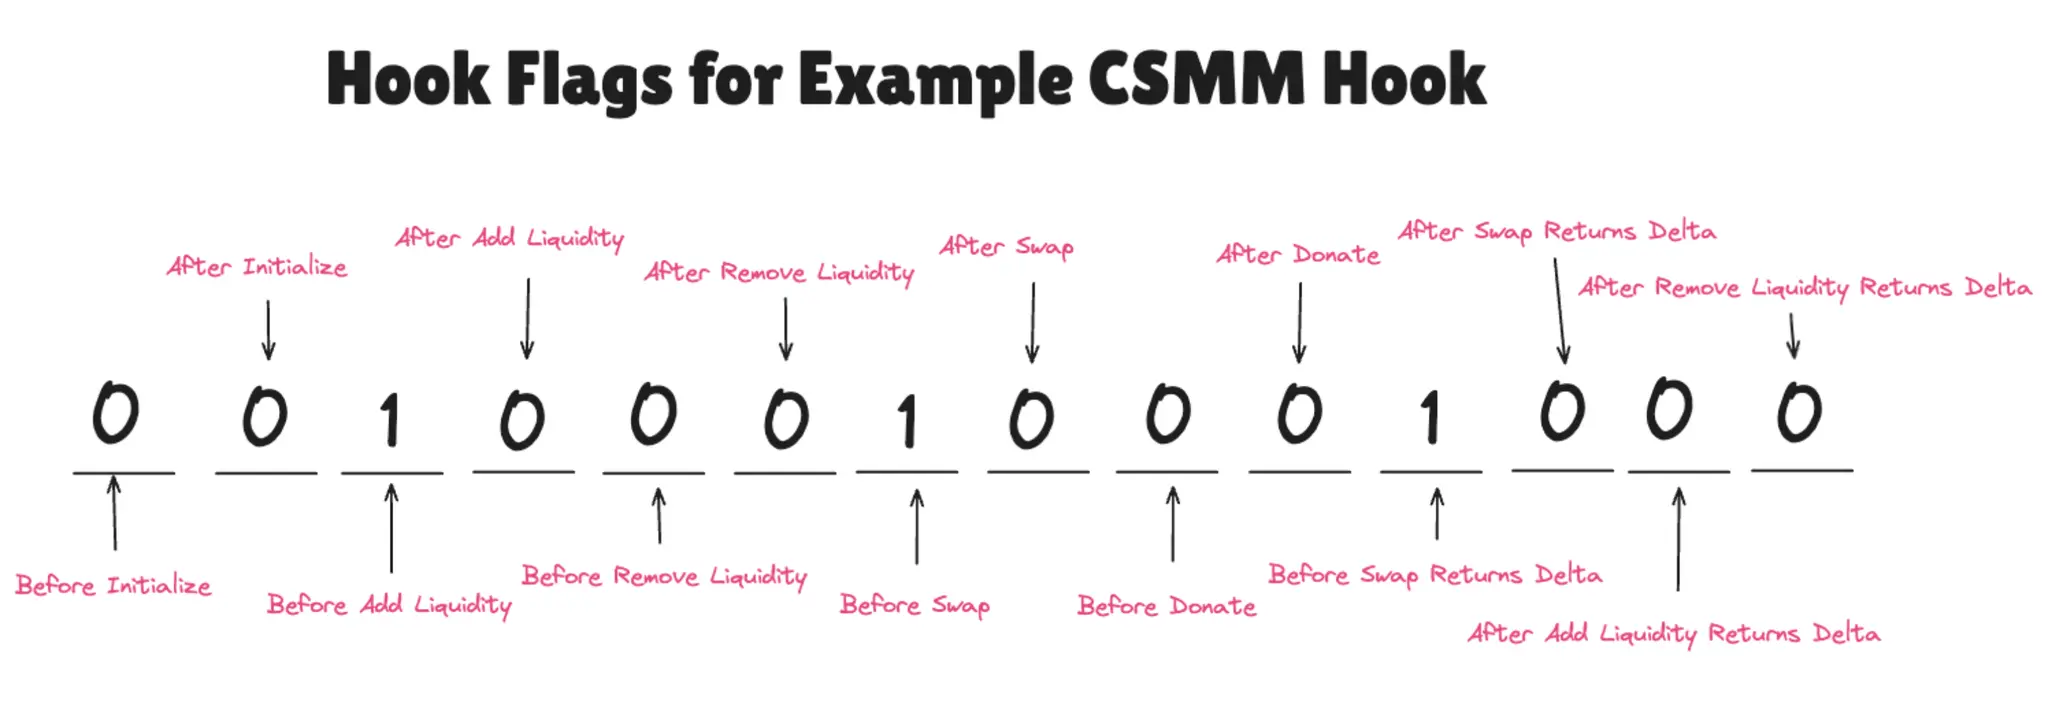 Hook Flags for Example CSMM Hook
After Swap Returns Delta
After Add Liquidity
After Swap
After Donate
After Initialize
After Remove Liquidity
After Remove Liquidity Returns Delta
0 0 1 0 0 0 1 0 0 0 1 0 0 0
Before Initialize
Before Remove Liquidity
Before Swap Returns Delta
Before Add Liquidity
Before Swap
Before Donate
After Add Liquidity Returns Delta